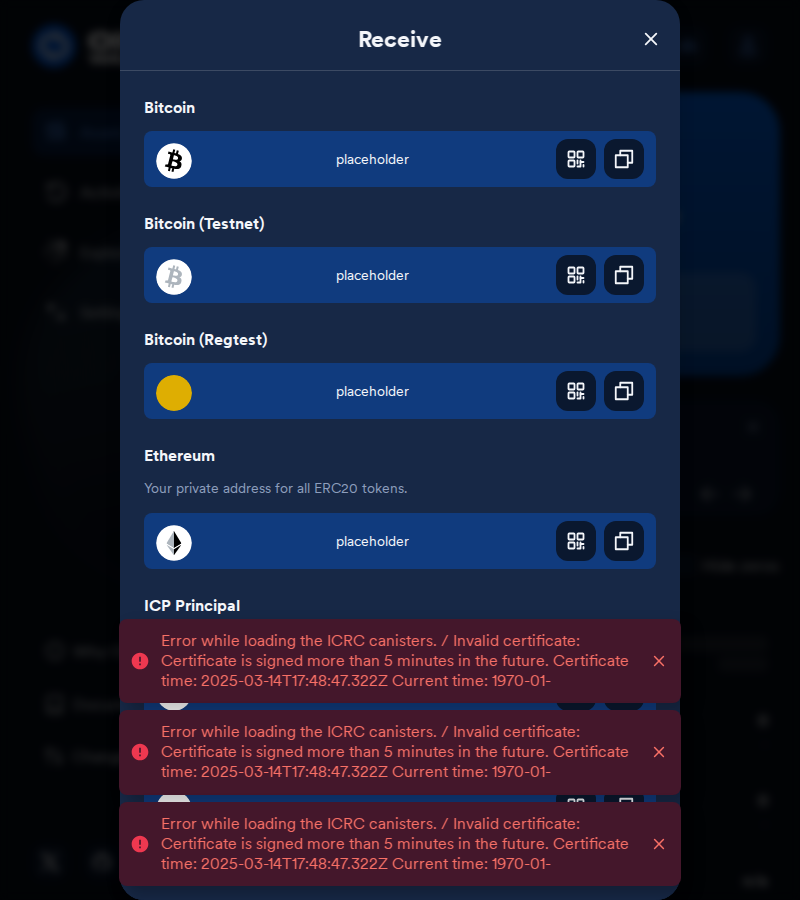 Receive
Bitcoin
placeholder
Bitcoin (Testnet)
placeholder
Bitcoin (Regtest)
placeholder
Ethereum
Your private address for all ERC20 tokens.
placeholder
ICP Principal
Error while loading the ICRC canisters. / Invalid certificate:
Certificate is signed more than 5 minutes in the future. Certificate
time: 2025-03-14T17:48:47.322Z Current time: 1970-01-
Error while loading the ICRC canisters. / Invalid certificate:
Certificate is signed more than 5 minutes in the future. Certificate
time: 2025-03-14T17:48:47.322Z Current time: 1970-01-
Error while loading the ICRC canisters. / Invalid certificate:
Certificate is signed more than 5 minutes in the future. Certificate
time: 2025-03-14T17:48:47.322Z Current time: 1970-01-